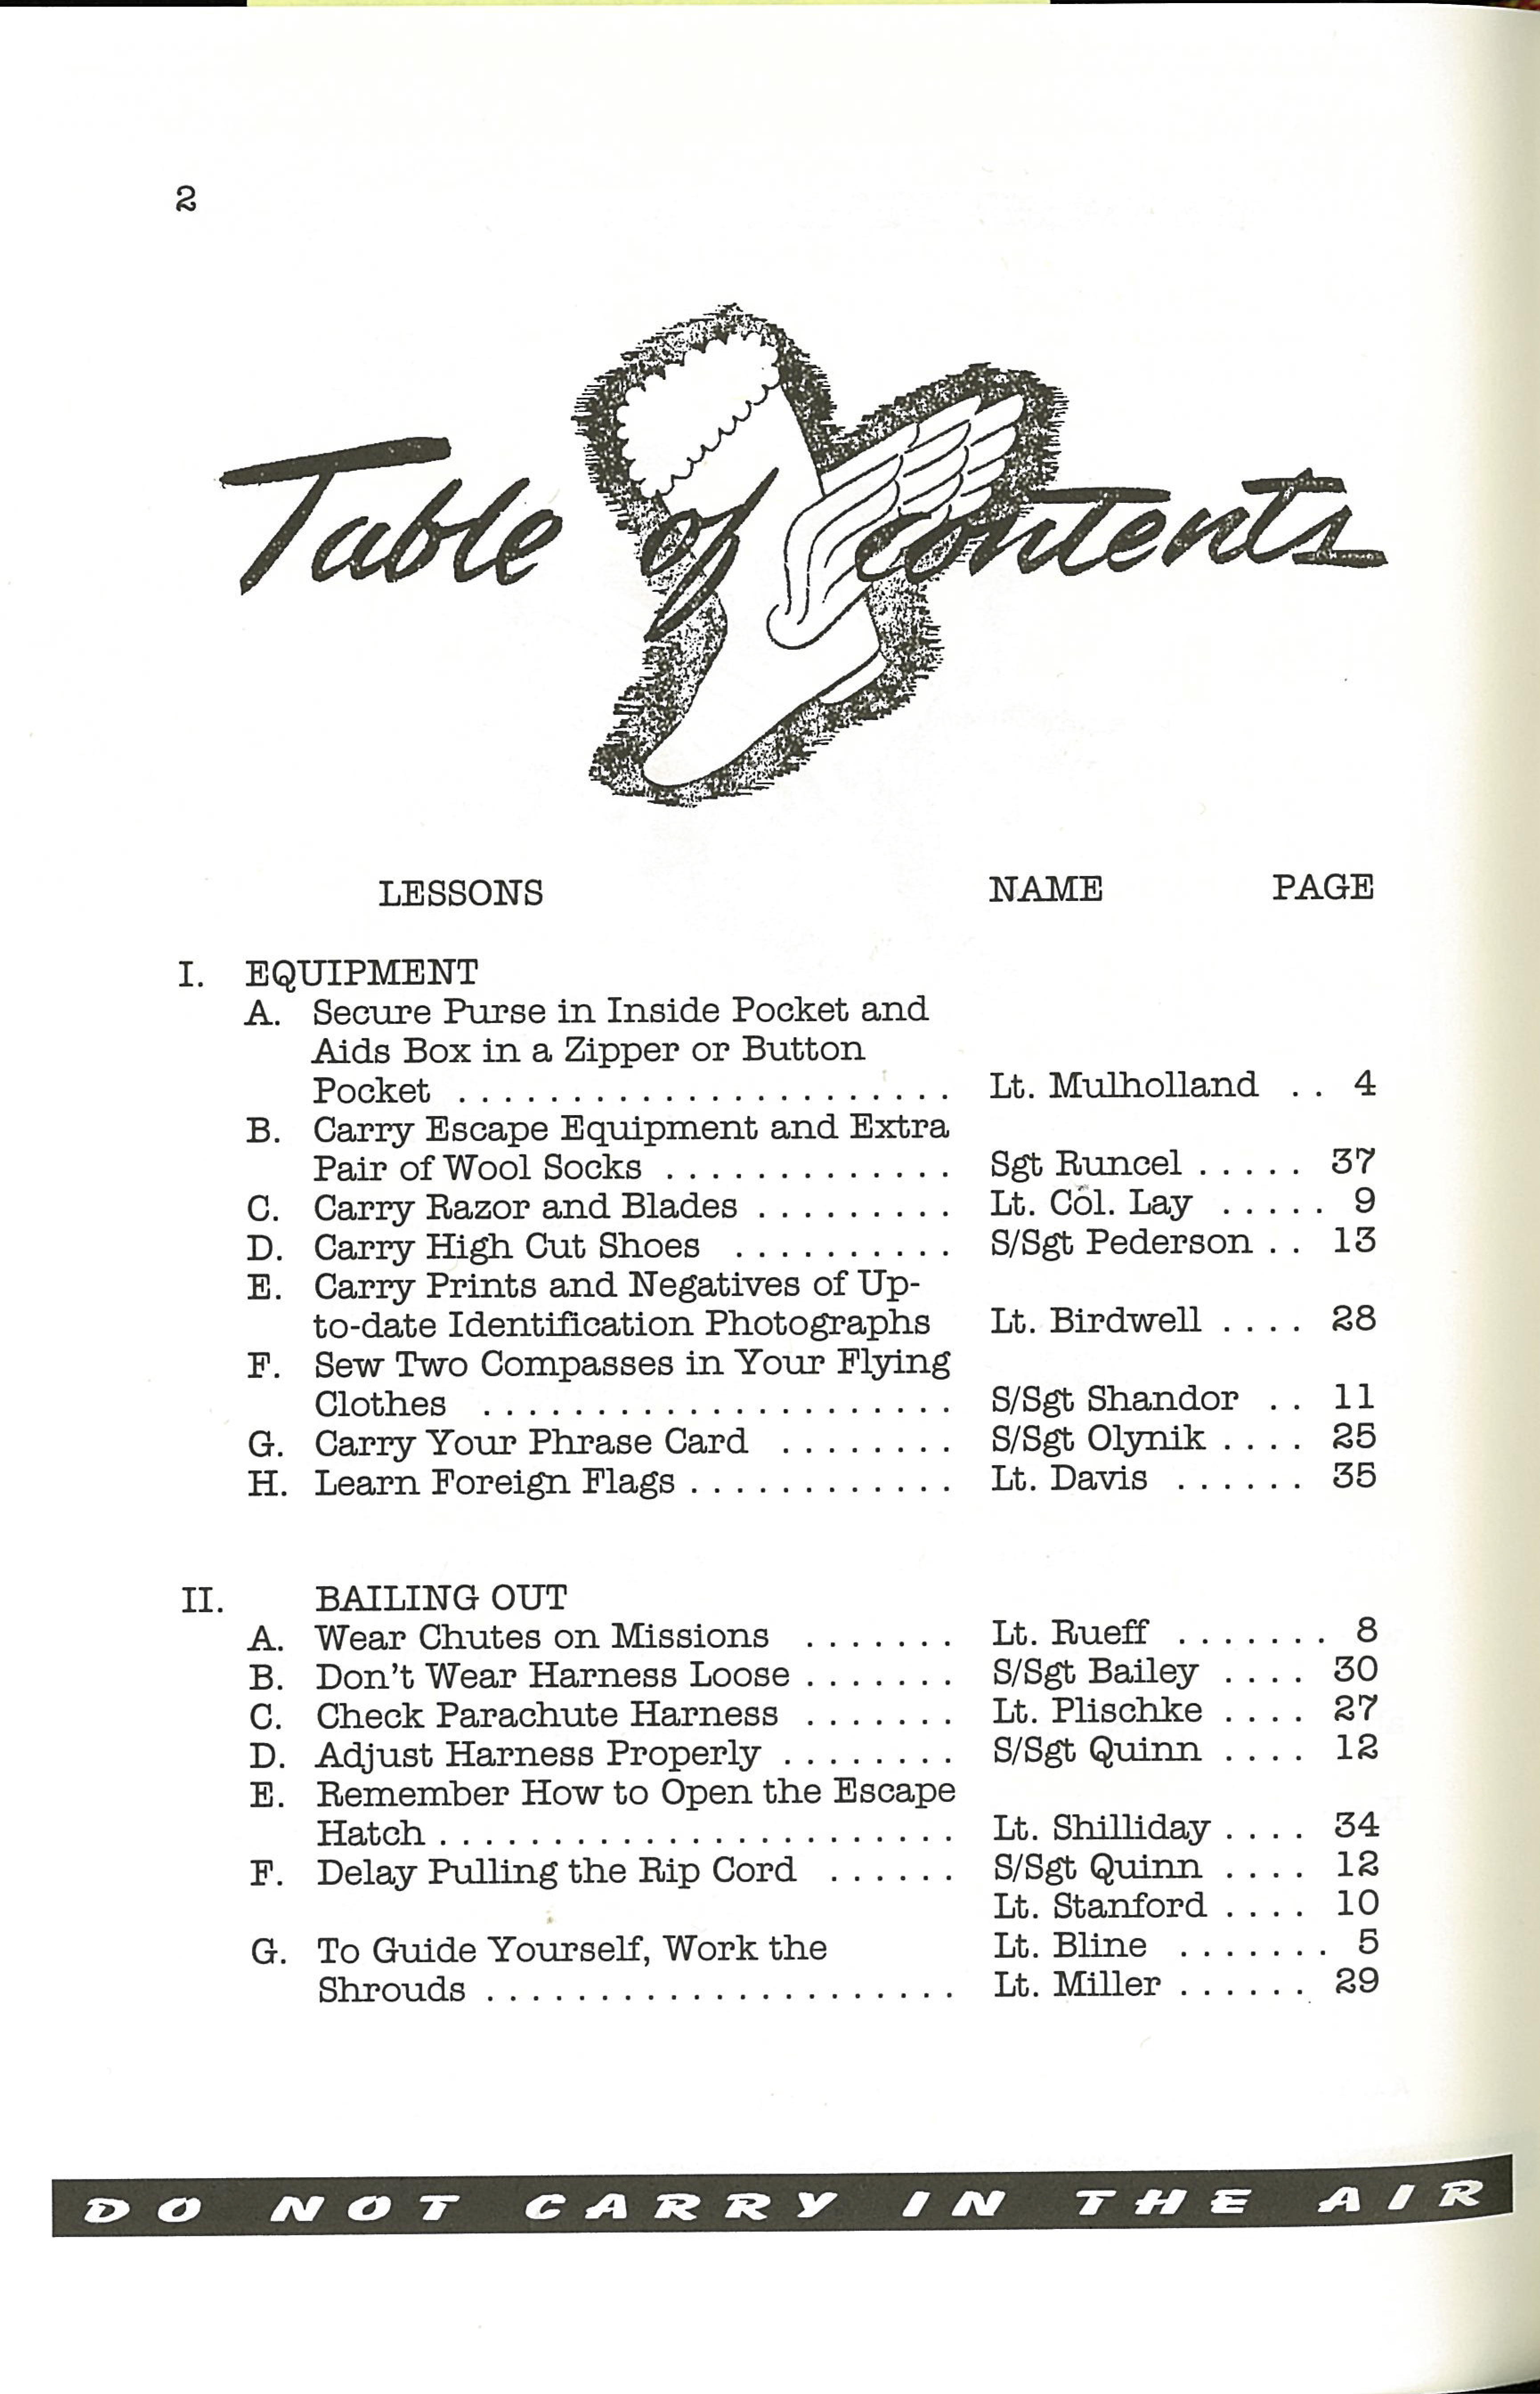 2
Table of contents
LESSONS NAME PAGE
I. EQUIPMENT
A. Secure Purse in Inside Pocket and
Aids Box in a Zipper or Button
Pocket . . . . . . . . . . . . . . . . . . . . . . Lt. Mulholland . . 4
B. Carry Escape Equipment and Extra
Pair of Wool Socks . . . . . . . . . . . . . Sgt Runcel . . . . . 37
C. Carry Razor and Blades . . . . . . . . . Lt. Col. Lay . . . . . 9
D. Carry High Cut Shoes . . . . . . . . . . S/Sgt Pederson . . 13
E. Carry Prints and Negatives of Up-
to-date Identification Photographs Lt. Birdwell . . . . 28
F. Sew Two Compasses in Your Flying
Clothes . . . . . . . . . . . . . . . . . . . . . S/Sgt Shandor . . 11
G. Carry Your Phrase Card . . . . . . . . S/Sgt Olynik . . . . 25
H. Learn Foreign Flags . . . . . . . . . . . . Lt. Davis . . . . . . 35
II. BAILING OUT
A. Wear Chutes on Missions . . . . . . . Lt. Rueff . . . . . . . 8
B. Don't Wear Harness Loose . . . . . . . S/Sgt Bailey . . . . 30
C. Check Parachute Harness . . . . . . . Lt. Plischke . . . . 27
D. Adjust Harness Properly . . . . . . . . S/Sgt Quinn . . . . 12
E. Remember How to Open the Escape
Hatch . . . . . . . . . . . . . . . . . . . . . . . Lt. Shilliday . . . . 34
F. Delay Pulling the Rip Cord . . . . . . S/Sgt Quinn . . . . 12
Lt. Stanford . . . . 10
G. To Guide Yourself, Work the Lt. Bline . . . . . . . 5
Shrouds . . . . . . . . . . . . . . . . . . . . . Lt. Miller . . . . . . 29
DO NOT CARRY IN THE AIR